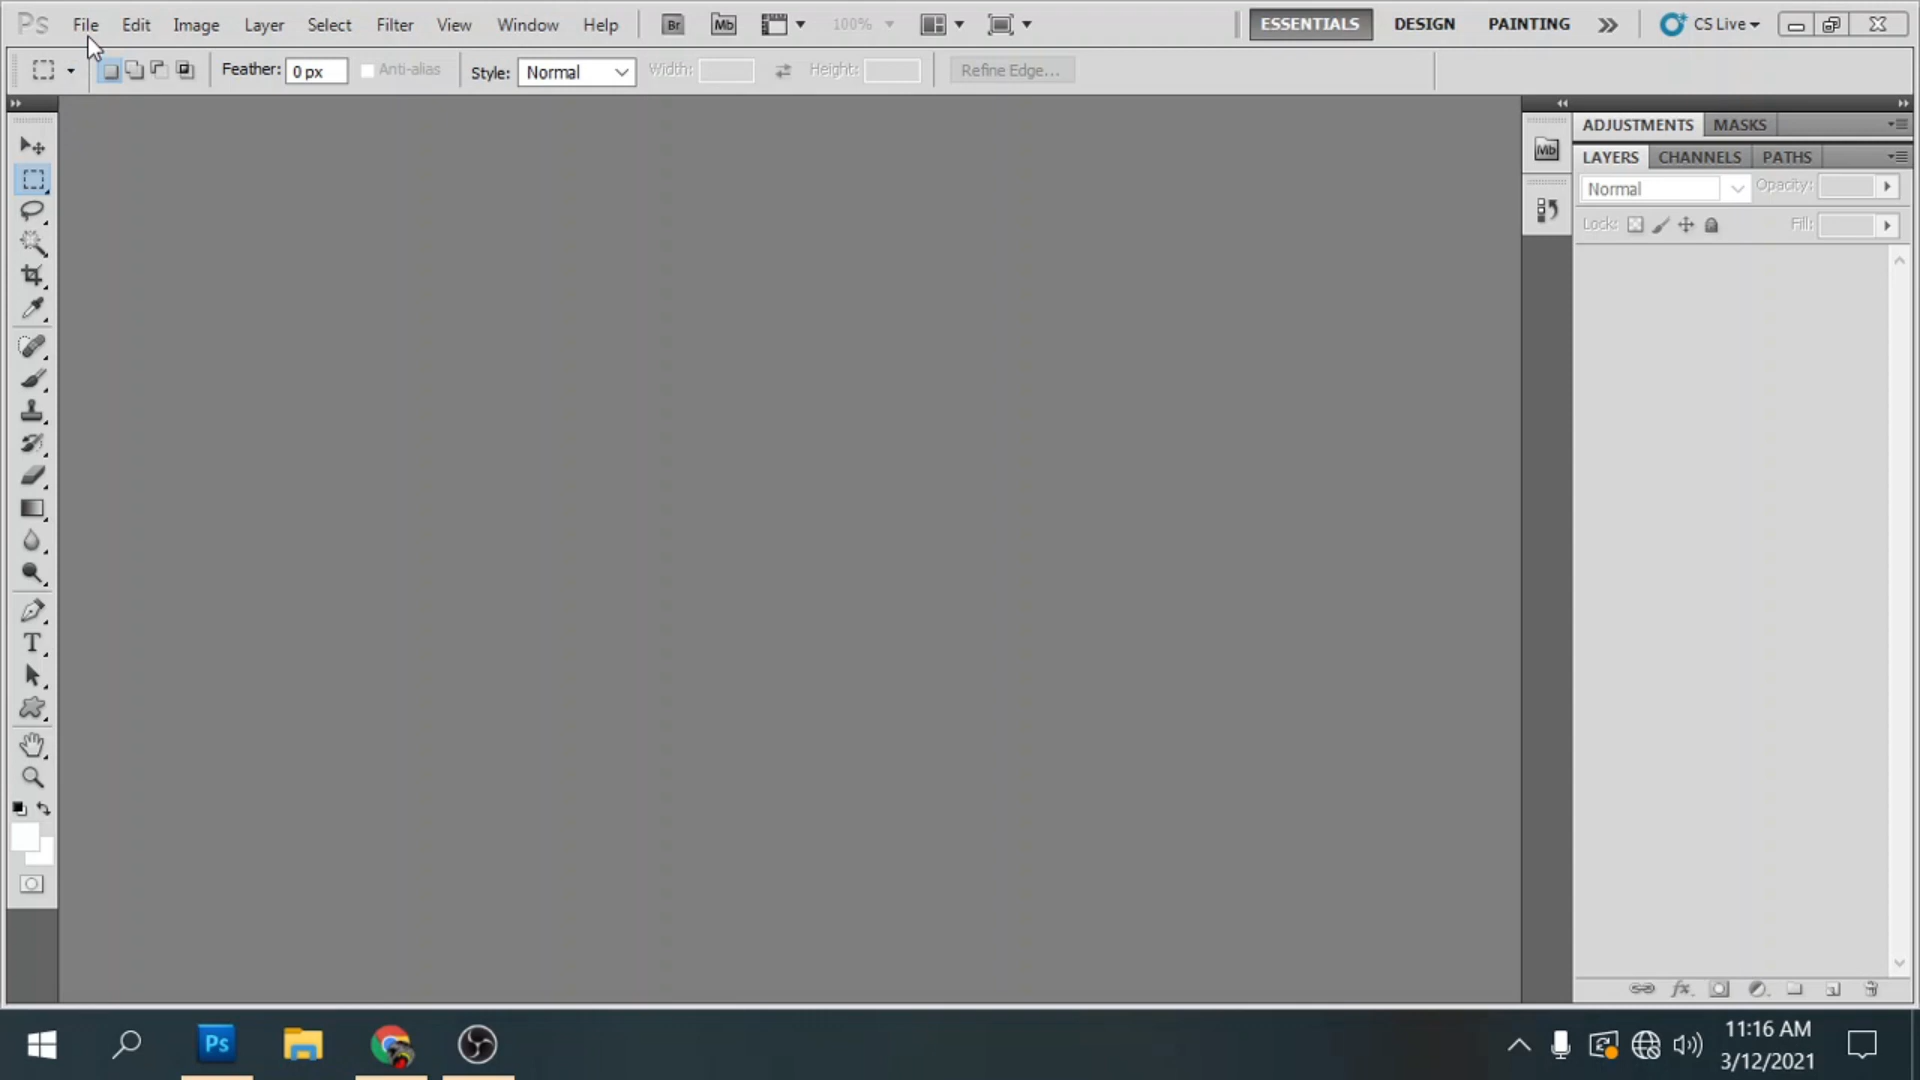 Ps File Edit Image Layer Select Filter View Window Help Br Mb 100% ESSENTIALS DESIGN PAINTING CS Live
Feather: 0 px Anti-alias Style: Normal Width: Height: Refine Edge...
ADJUSTMENTS MASKS
Mb
LAYERS CHANNELS PATHS
Normal Opacity:
Lock: Fill:
T
fx.
Ps
11:16 AM
3/12/2021